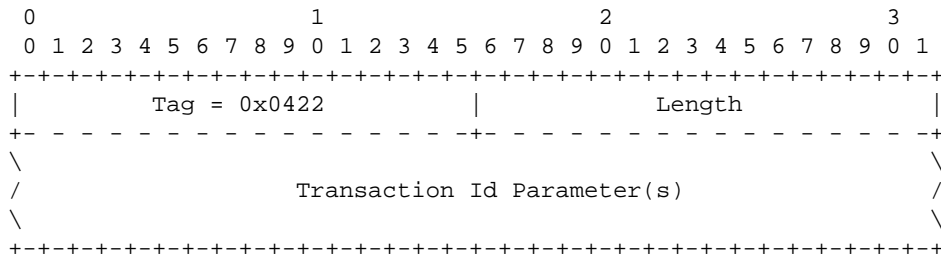 0                   1                   2                   3
 0 1 2 3 4 5 6 7 8 9 0 1 2 3 4 5 6 7 8 9 0 1 2 3 4 5 6 7 8 9 0 1
+-+-+-+-+-+-+-+-+-+-+-+-+-+-+-+-+-+-+-+-+-+-+-+-+-+-+-+-+-+-+-+-+
|         Tag = 0x0422          |            Length             |
+- - - - - - - - - - - - - - - -+- - - - - - - - - - - - - - - -+
\                                                               \
/                   Transaction Id Parameter(s)                 /
\                                                               \
+-+-+-+-+-+-+-+-+-+-+-+-+-+-+-+-+-+-+-+-+-+-+-+-+-+-+-+-+-+-+-+-+